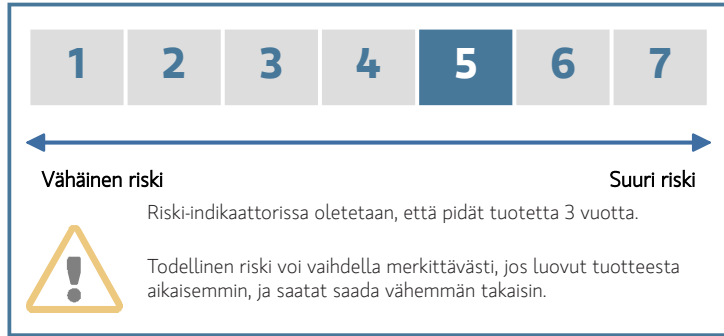 1 2 3 4 5 6 7
Vähäinen riski Suuri riski
Riski-indikaattorissa oletetaan, että pidät tuotetta 3 vuotta.
Todellinen riski voi vaihdella merkittävästi, jos luovut tuotteesta
aikaisemmin, ja saatat saada vähemmän takaisin.